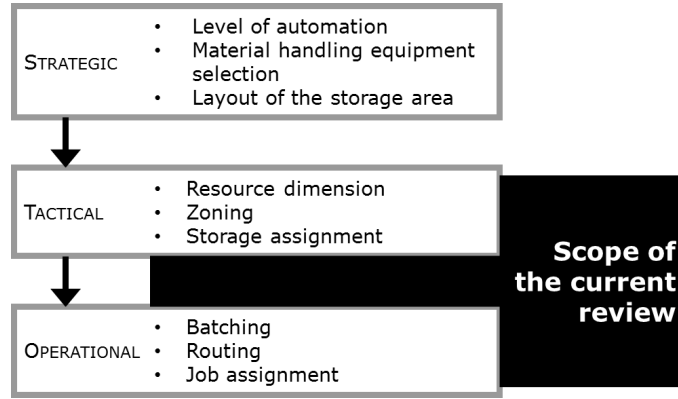 STRATEGIC
• Level of automation
• Material handling equipment
selection
• Layout of the storage area
TACTICAL
• Resource dimension
• Zoning
• Storage assignment
Scope of
the current
review
OPERATIONAL
• Batching
• Routing
• Job assignment